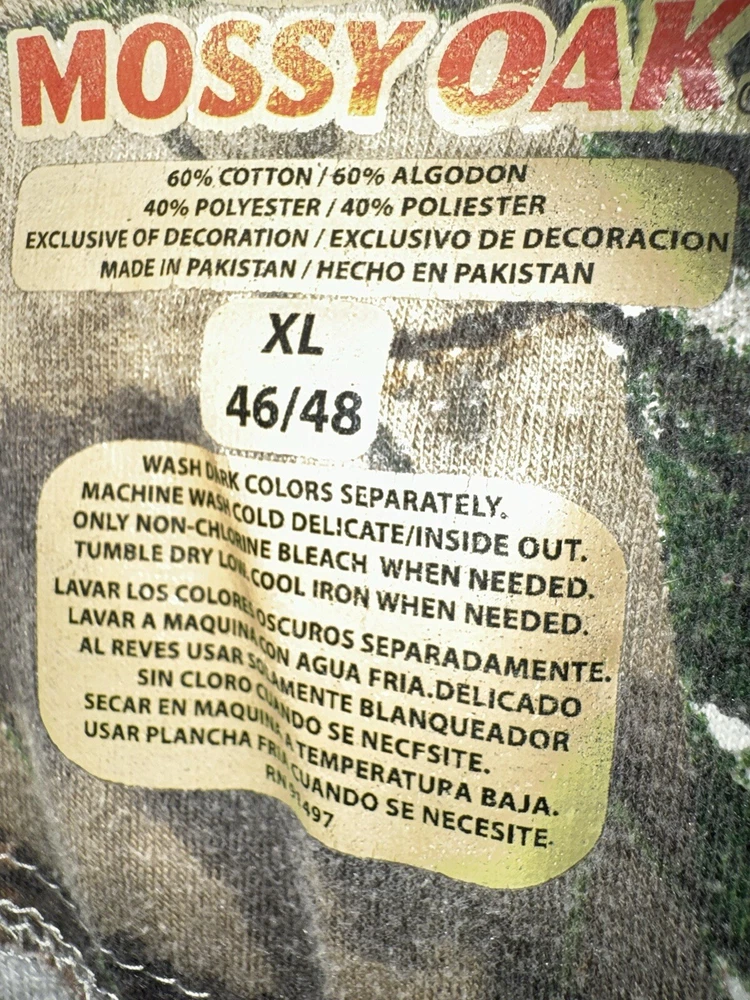 MOSSY OAK
60% COTTON / 60% ALGODON
40% POLYESTER / 40% POLIESTER
EXCLUSIVE OF DECORATION / EXCLUSIVO DE DECORACION
MADE IN PAKISTAN / HECHO EN PAKISTAN
XL
46/48
WASH DARK COLORS SEPARATELY.
MACHINE WASH COLD DELICATE/INSIDE OUT.
ONLY NON-CHLORINE BLEACH WHEN NEEDED.
TUMBLE DRY LOW. COOL IRON WHEN NEEDED.
LAVAR LOS COLORES OSCUROS SEPARADAMENTE.
LAVAR A MAQUINA CON AGUA FRIA.DELICADO
AL REVES USAR SOLAMENTE BLANQUEADOR
SIN CLORO CUANDO SE NECFSITE.
SECAR EN MAQUINA A TEMPERATURA BAJA.
USAR PLANCHA FRIA CUANDO SE NECESITE.
RN 91497